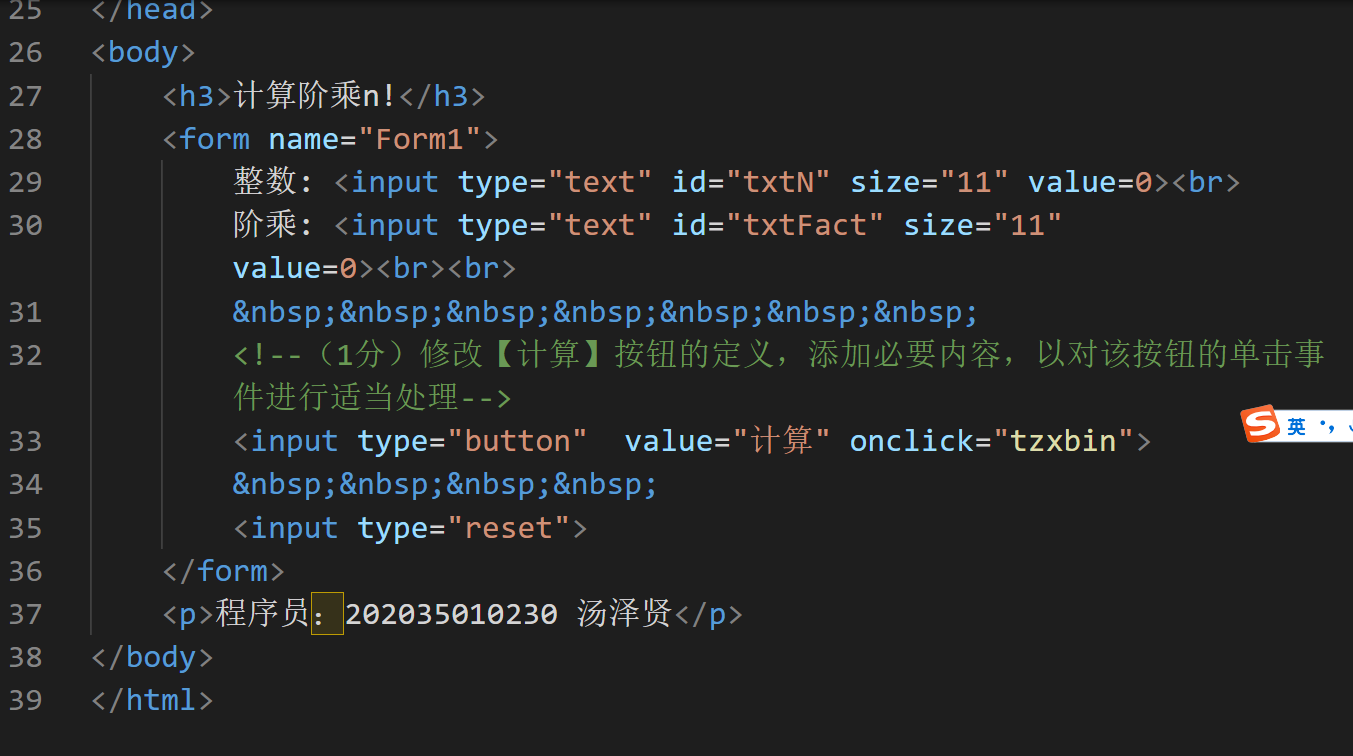 25 </head>
26 <body>
27 <h3>计算阶乘n!</h3>
28 <form name="Form1">
29 整数: <input type="text" id="txtN" size="11" value=0><br>
30 阶乘: <input type="text" id="txtFact" size="11"
value=0><br><br>
31 &nbsp;&nbsp;&nbsp;&nbsp;&nbsp;&nbsp;&nbsp;
32 <!--（1分）修改【计算】按钮的定义，添加必要内容，以对该按钮的单击事
件进行适当处理-->
33 <input type="button"  value="计算" onclick="tzxbin">
英
34 &nbsp;&nbsp;&nbsp;&nbsp;
35 <input type="reset">
36 </form>
37 <p>程序员：202035010230 汤泽贤</p>
38 </body>
39 </html>